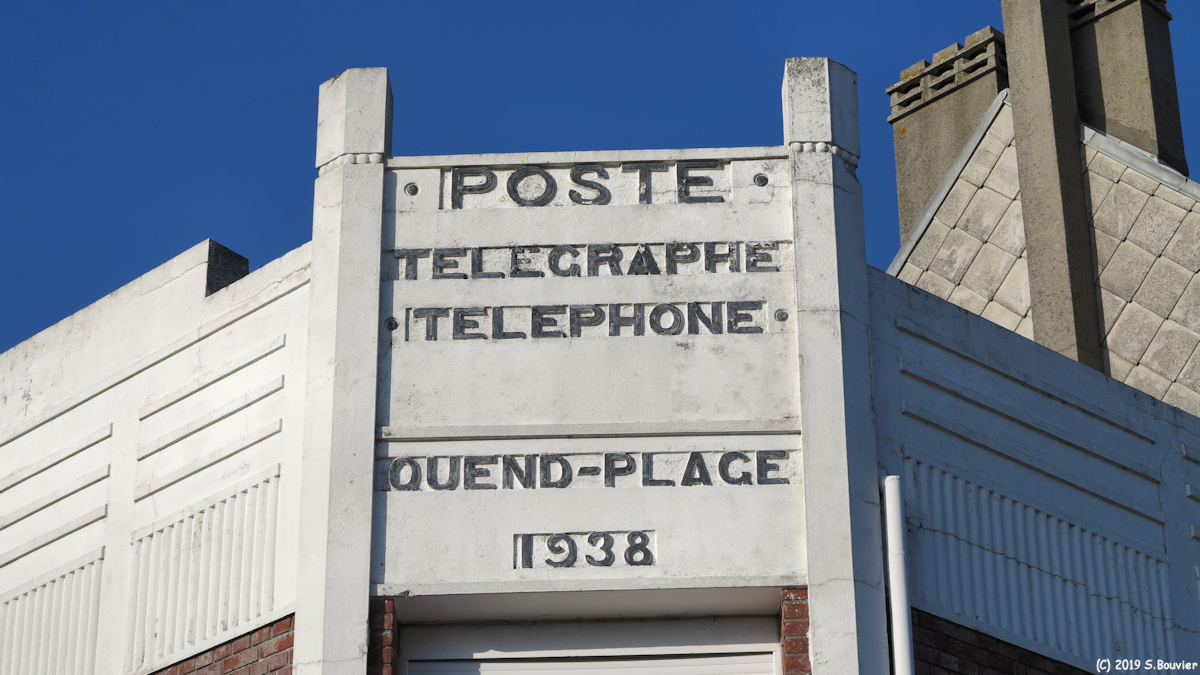 POSTE
TELEGRAPHE
TELEPHONE
QUEND-PLAGE
1938
(C) 2019 S.Bouvier